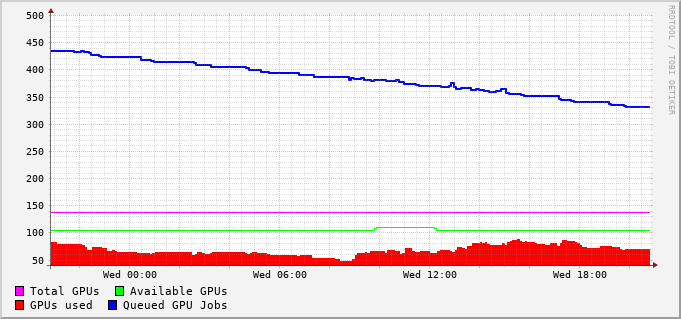 500
450
400
350
300
250
200
150
100
50
Wed 00:00 Wed 06:00 Wed 12:00 Wed 18:00
Total GPUs Available GPUs
GPUs used Queued GPU Jobs
RRDTOOL / TOBI OETIKER